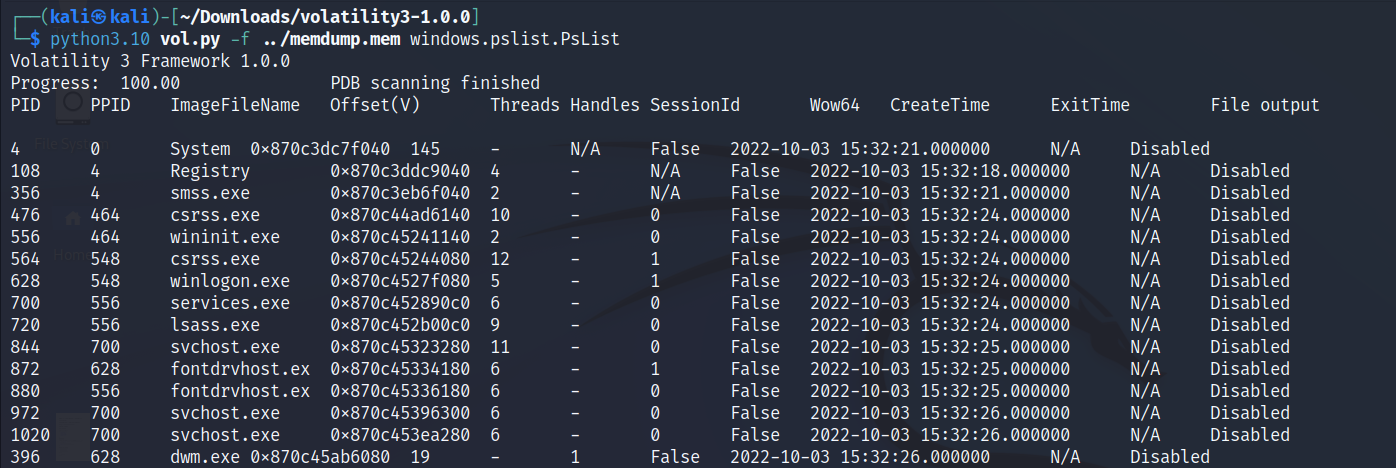 ┌──(kali㉿kali)-[~/Downloads/volatility3-1.0.0]
└─$ python3.10 vol.py -f ../memdump.mem windows.pslist.PsList
Volatility 3 Framework 1.0.0
Progress:  100.00               PDB scanning finished
PID     PPID    ImageFileName   Offset(V)       Threads Handles SessionId       Wow64   CreateTime      ExitTime        File output

4       0       System  0×870c3dc7f040  145     -       N/A     False   2022-10-03 15:32:21.000000      N/A     Disabled
108     4       Registry        0×870c3ddc9040  4       -       N/A     False   2022-10-03 15:32:18.000000      N/A     Disabled
356     4       smss.exe        0×870c3eb6f040  2       -       N/A     False   2022-10-03 15:32:21.000000      N/A     Disabled
476     464     csrss.exe       0×870c44ad6140  10      -       0       False   2022-10-03 15:32:24.000000      N/A     Disabled
556     464     wininit.exe     0×870c45241140  2       -       0       False   2022-10-03 15:32:24.000000      N/A     Disabled
564     548     csrss.exe       0×870c45244080  12      -       1       False   2022-10-03 15:32:24.000000      N/A     Disabled
628     548     winlogon.exe    0×870c4527f080  5       -       1       False   2022-10-03 15:32:24.000000      N/A     Disabled
700     556     services.exe    0×870c452890c0  6       -       0       False   2022-10-03 15:32:24.000000      N/A     Disabled
720     556     lsass.exe       0×870c452b00c0  9       -       0       False   2022-10-03 15:32:24.000000      N/A     Disabled
844     700     svchost.exe     0×870c45323280  11      -       0       False   2022-10-03 15:32:25.000000      N/A     Disabled
872     628     fontdrvhost.ex  0×870c45334180  6       -       1       False   2022-10-03 15:32:25.000000      N/A     Disabled
880     556     fontdrvhost.ex  0×870c45336180  6       -       0       False   2022-10-03 15:32:25.000000      N/A     Disabled
972     700     svchost.exe     0×870c45396300  6       -       0       False   2022-10-03 15:32:26.000000      N/A     Disabled
1020    700     svchost.exe     0×870c453ea280  6       -       0       False   2022-10-03 15:32:26.000000      N/A     Disabled
396     628     dwm.exe 0×870c45ab6080  19      -       1       False   2022-10-03 15:32:26.000000      N/A     Disabled
File System
Home